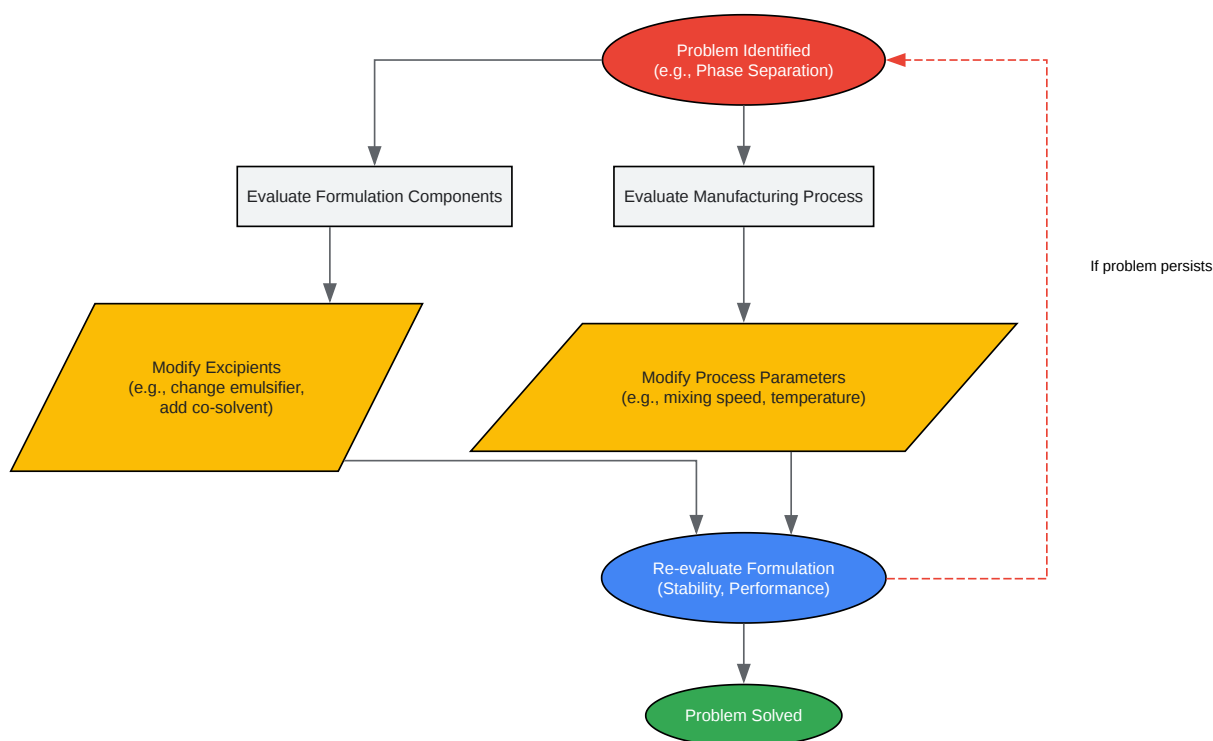 Problem Identified
(e.g., Phase Separation)
Evaluate Formulation Components
Evaluate Manufacturing Process
If problem persists
Modify Excipients
(e.g., change emulsifier,
add co-solvent)
Modify Process Parameters
(e.g., mixing speed, temperature)
Re-evaluate Formulation
(Stability, Performance)
Problem Solved